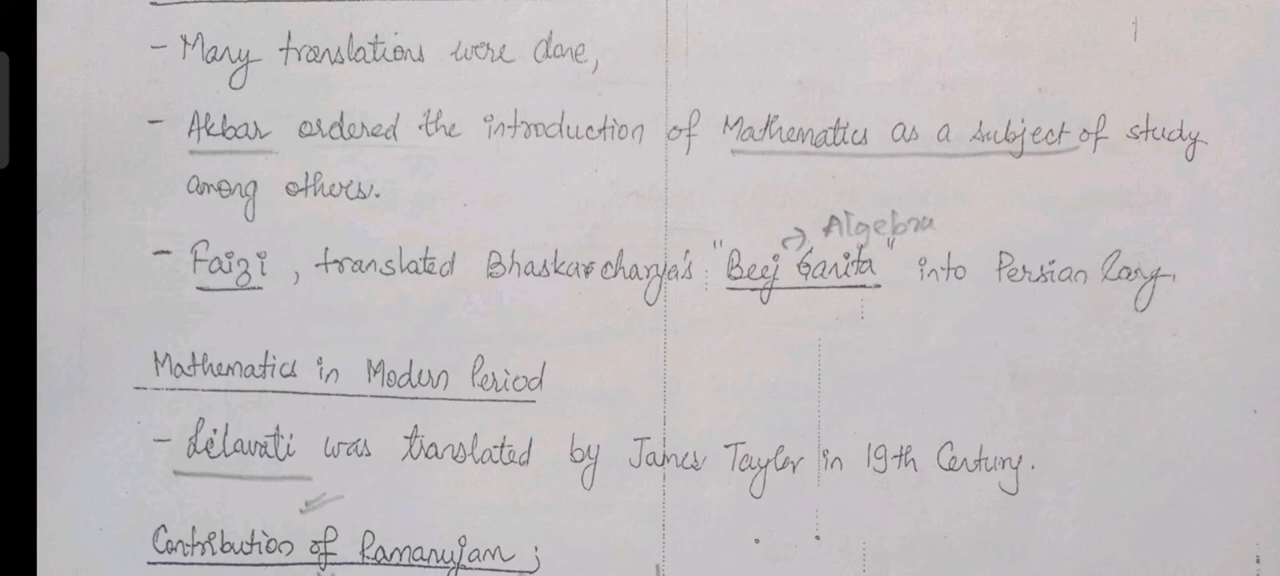 - Many translations were done,
- Akbar ordered the introduction of Mathematics as a subject of study
among others.
→ Algebra
- Faizi, translated Bhaskarcharya's "Beej Ganita" into Persian lang.
Mathematics in Modern Period
- Lilavati was translated by James Taylor in 19th Century.
Contribution of Ramanujam;